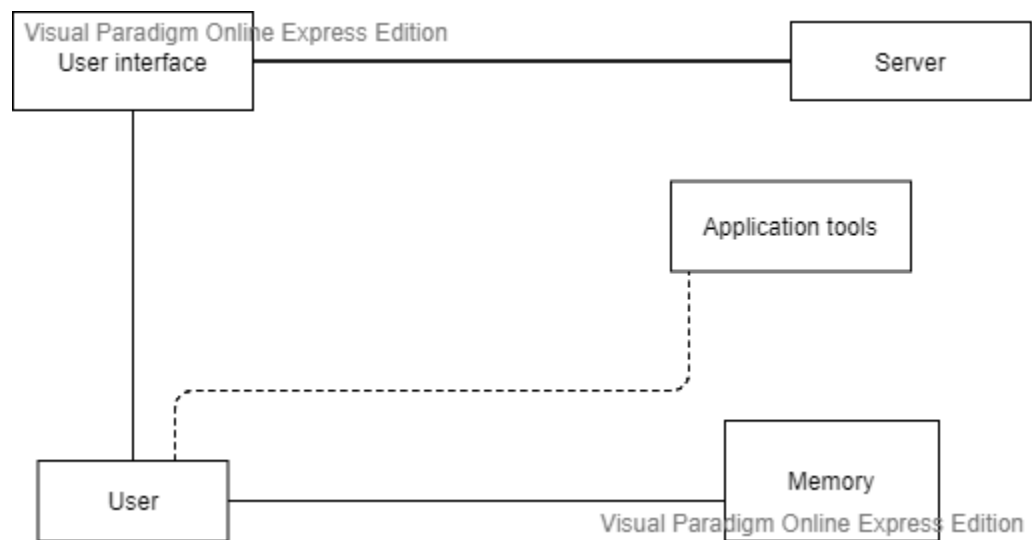 Visual Paradigm Online Express Edition
User interface
Server
Application tools
User
Memory
Visual Paradigm Online Express Edition